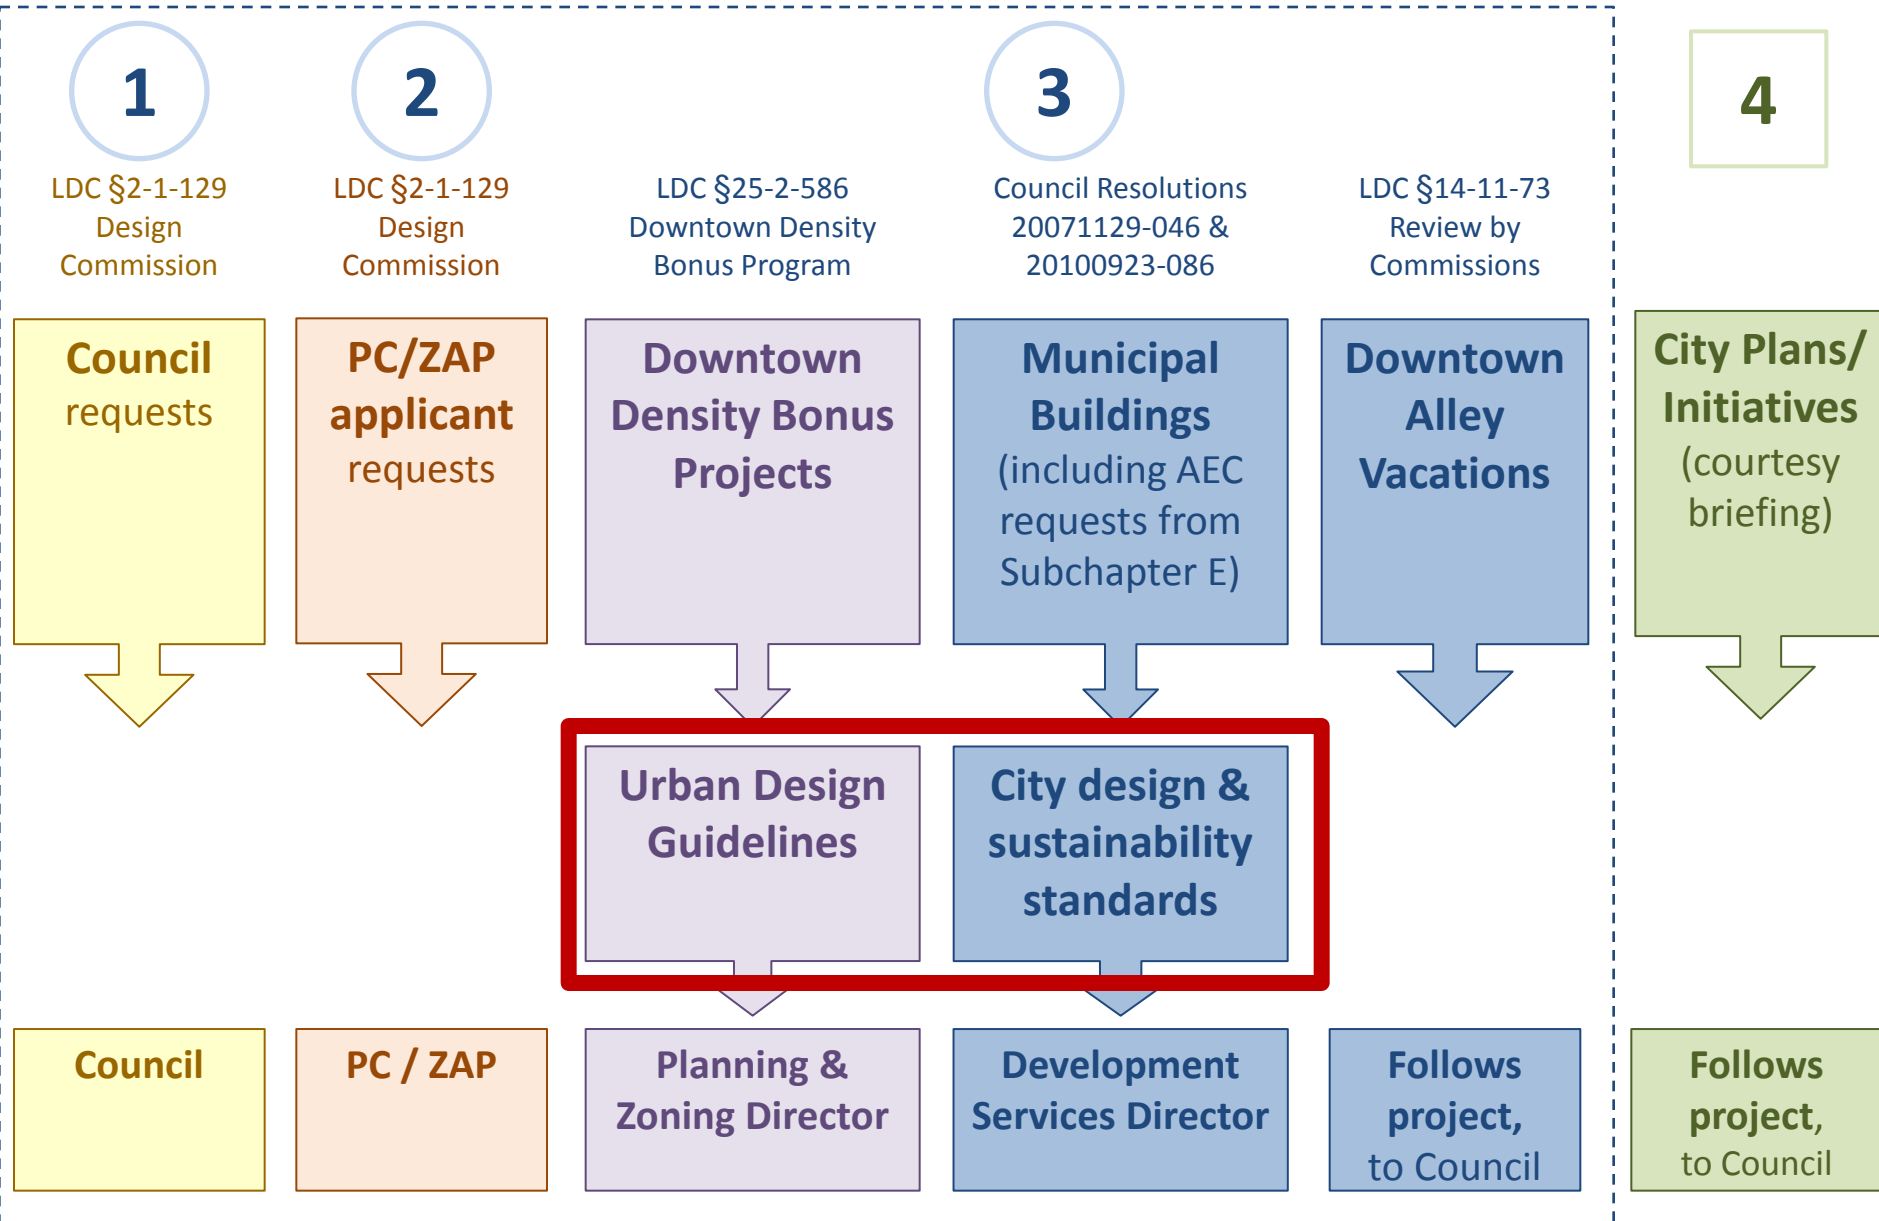 1
2
3
4
LDC §2-1-129
Design
Commission
LDC §2-1-129
Design
Commission
LDC §25-2-586
Downtown Density
Bonus Program
Council Resolutions
20071129-046 &
20100923-086
LDC §14-11-73
Review by
Commissions
Council
requests
PC/ZAP
applicant
requests
Downtown
Density Bonus
Projects
Municipal
Buildings
(including AEC
requests from
Subchapter E)
Downtown
Alley
Vacations
City Plans/
Initiatives
(courtesy
briefing)
Urban Design
Guidelines
City design &
sustainability
standards
Council
PC / ZAP
Planning &
Zoning Director
Development
Services Director
Follows
project,
to Council
Follows
project,
to Council